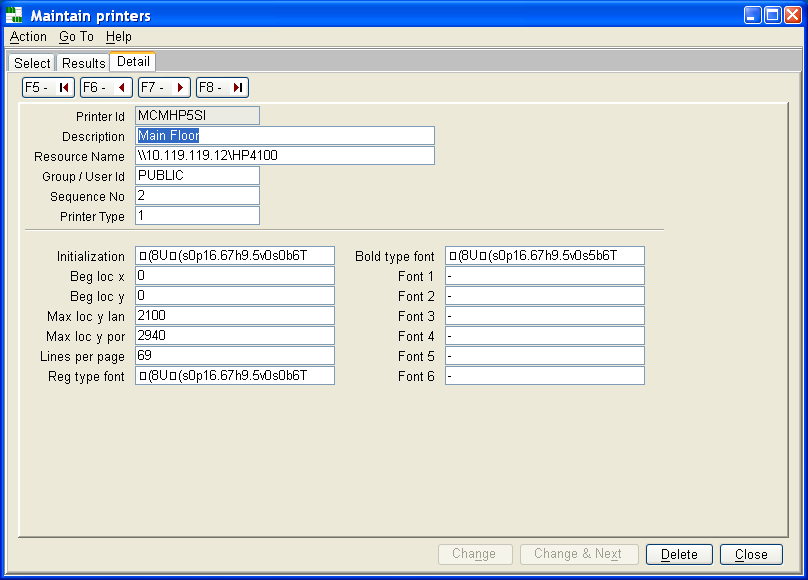 Maintain printers
Action Go To Help
Select Results Detail
F5 - F6 - F7 - F8 -
Printer Id MCMHP5SI
Description Main Floor
Resource Name \\10.119.119.12\HP4100
Group / User Id PUBLIC
Sequence No 2
Printer Type 1
Initialization □(8U□(s0p16.67h9.5v0s0b6T Bold type font □(8U□(s0p16.67h9.5v0s5b6T
Beg loc x 0 Font 1 -
Beg loc y 0 Font 2 -
Max loc y lan 2100 Font 3 -
Max loc y por 2940 Font 4 -
Lines per page 69 Font 5 -
Reg type font □(8U□(s0p16.67h9.5v0s0b6T Font 6 -
Change Change & Next Delete Close